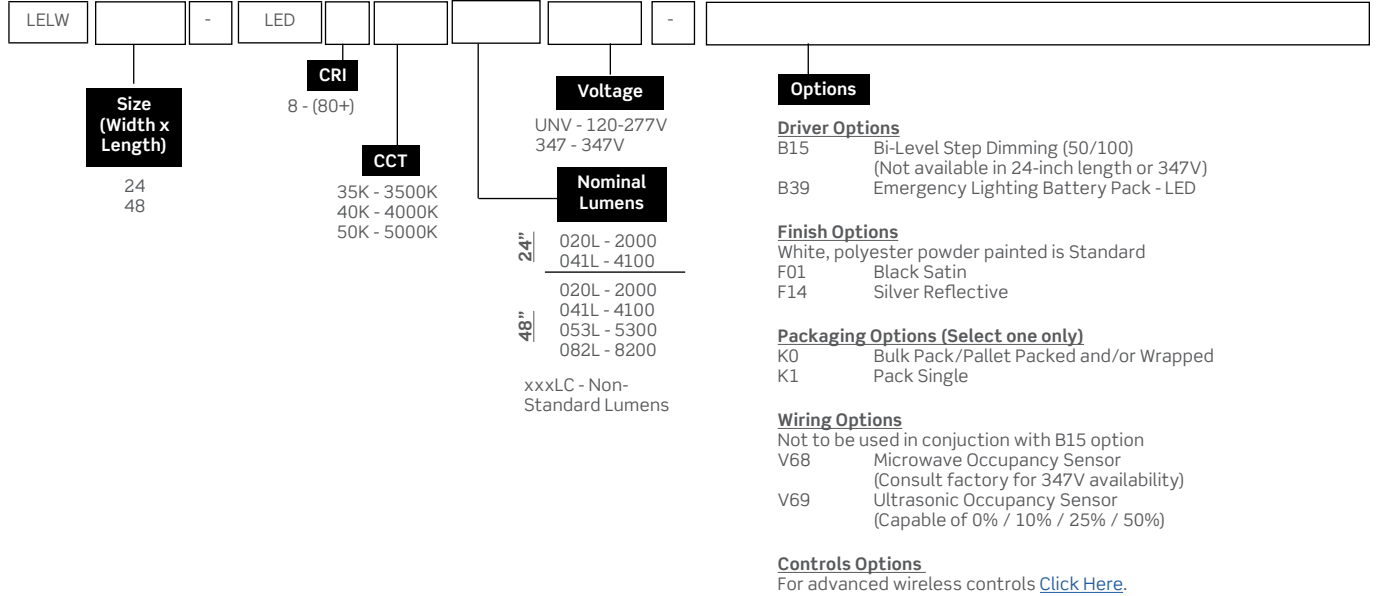 LELW - LED -
CRI
8 - (80+)
Size
(Width x
Length)
24
48
CCT
35K - 3500K
40K - 4000K
50K - 5000K
Voltage
UNV - 120-277V
347 - 347V
Nominal
Lumens
24”
020L - 2000
041L - 4100
48”
020L - 2000
041L - 4100
053L - 5300
082L - 8200
xxxLC - Non-
Standard Lumens
Options
Driver Options
B15 Bi-Level Step Dimming (50/100)
(Not available in 24-inch length or 347V)
B39 Emergency Lighting Battery Pack - LED
Finish Options
White, polyester powder painted is Standard
F01 Black Satin
F14 Silver Reflective
Packaging Options (Select one only)
K0 Bulk Pack/Pallet Packed and/or Wrapped
K1 Pack Single
Wiring Options
Not to be used in conjuction with B15 option
V68 Microwave Occupancy Sensor
(Consult factory for 347V availability)
V69 Ultrasonic Occupancy Sensor
(Capable of 0% / 10% / 25% / 50%)
Controls Options
For advanced wireless controls Click Here.